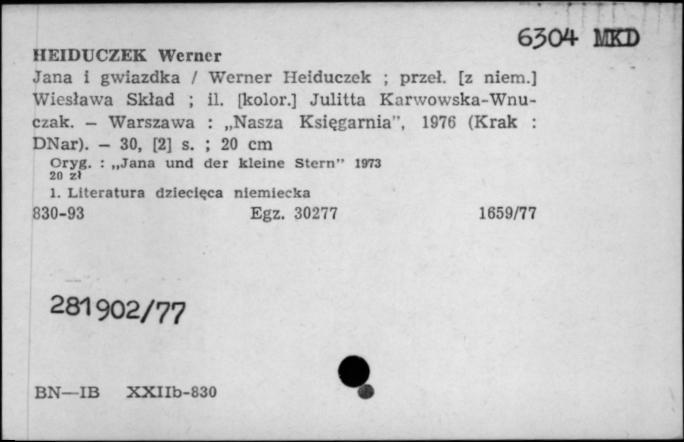 6304 MKD
HEIDUCZEK Werner
Jana i gwiazdka / Werner Heiduczek ; przeł. [z niem.]
Wiesława Skład ; il. [kolor.] Julitta Karwowska-Wnu-
czak. — Warszawa : „Nasza Księgarnia”, 1976 (Krak :
DNar). — 30, [2] s. ; 20 cm
Oryg. : „Jana und der kleine Stern” 1973
20 zł
1. Literatura dziecięca niemiecka
830-93 Egz. 30277 1659/77
281902/77
BN—IB XXIIb-830